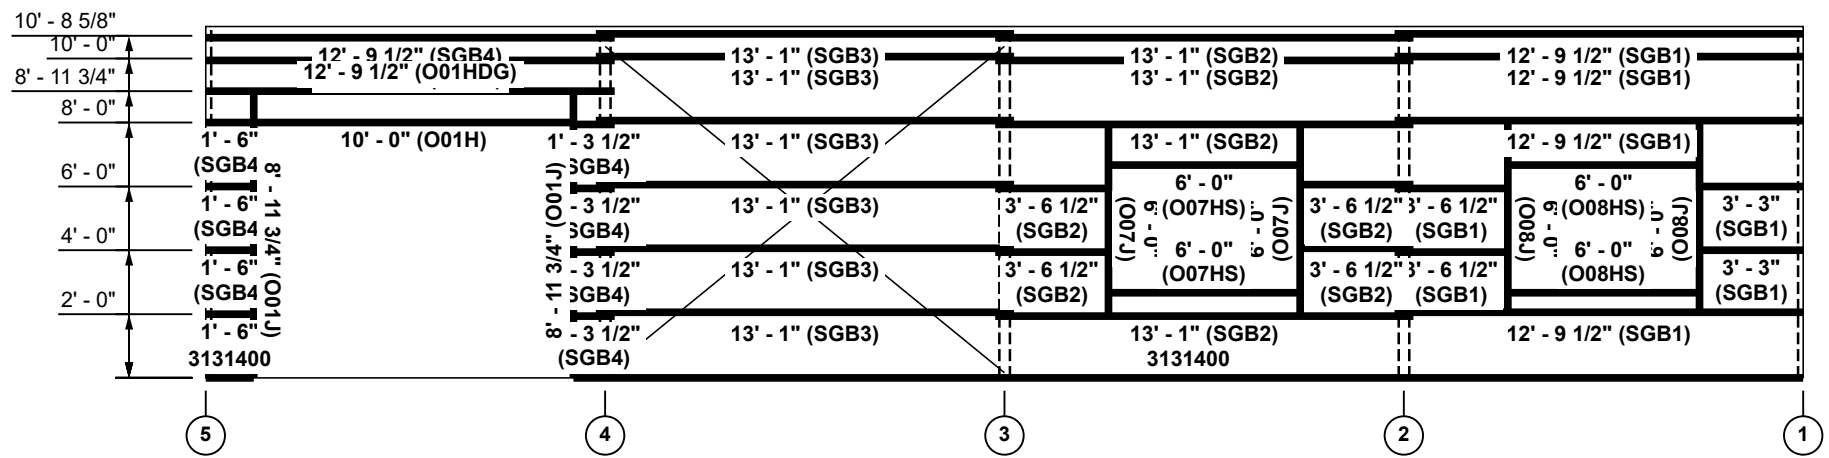 10' - 8 5/8"
10' - 0"
8' - 11 3/4"
8' - 0"
6' - 0"
4' - 0"
2' - 0"
12' - 9 1/2" (SGB4)
12' - 9 1/2" (O01HDG)
13' - 1" (SGB3)
13' - 1" (SGB3)
13' - 1" (SGB2)
13' - 1" (SGB2)
12' - 9 1/2" (SGB1)
12' - 9 1/2" (SGB1)
1' - 6"
(SGB4
10' - 0" (O01H)
1' - 3 1/2"
SGB4)
13' - 1" (SGB3)
13' - 1" (SGB2)
12' - 9 1/2" (SGB1)
8' - 11 3/4" (O01J)
8' - 11 3/4" (O01J)
1' - 6"
(SGB4
- 3 1/2"
SGB4)
13' - 1" (SGB3)
3' - 6 1/2"
(SGB2)
(O07J)
6' - 0"
6' - 0"
(O07HS)
6' - 0"
(O07J)
3' - 6 1/2"
(SGB2)
3' - 6 1/2"
(SGB1)
(O08J)
6' - 0"
6' - 0"
(O08HS)
6' - 0"
(O08J)
3' - 3"
(SGB1)
1' - 6"
(SGB4
- 3 1/2"
SGB4)
13' - 1" (SGB3)
3' - 6 1/2"
(SGB2)
6' - 0"
(O07HS)
3' - 6 1/2"
(SGB2)
3' - 6 1/2"
(SGB1)
6' - 0"
(O08HS)
3' - 3"
(SGB1)
1' - 6"
3131400
- 3 1/2"
(SGB4)
13' - 1" (SGB3)
13' - 1" (SGB2)
3131400
12' - 9 1/2" (SGB1)
5
4
3
2
1